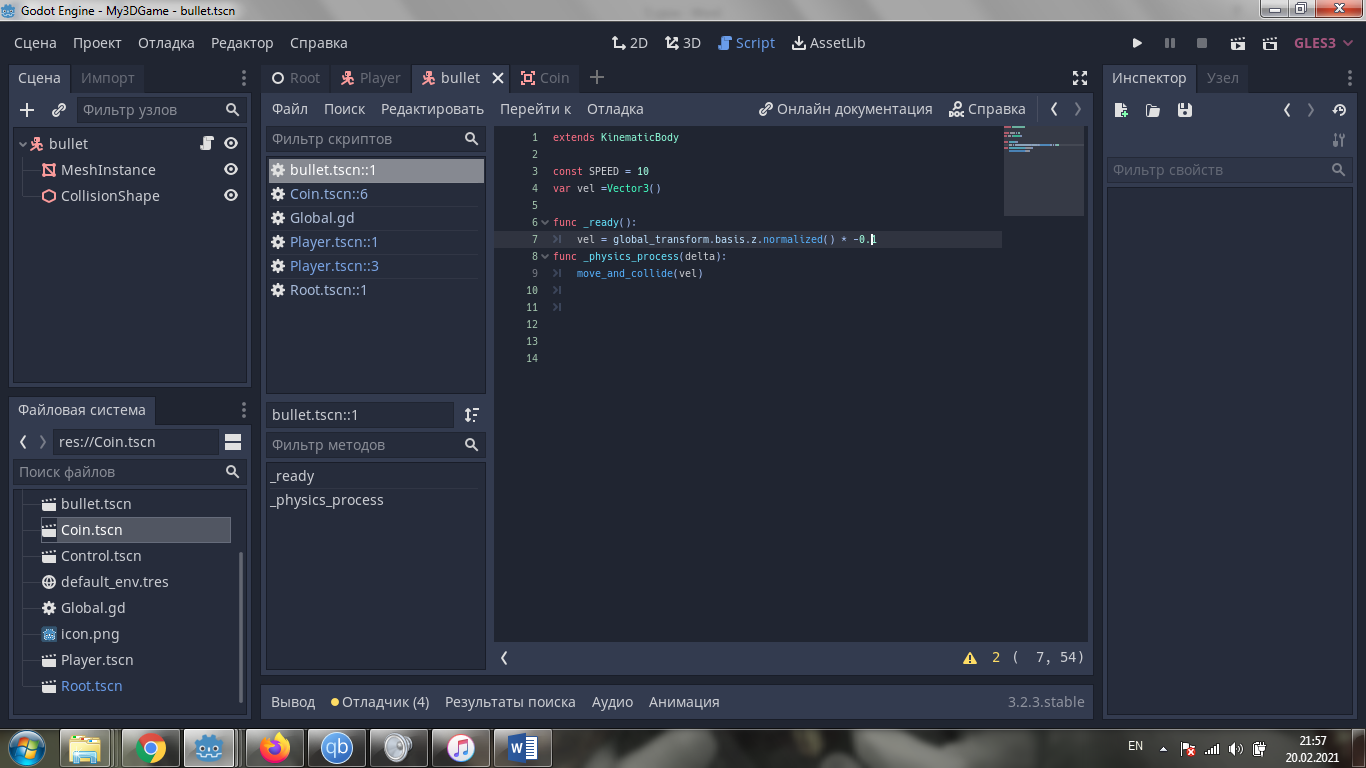 Godot Engine - My3DGame - bullet.tscn
Сцена Проект Отладка Редактор Справка 2D 3D Script AssetLib GLES3
Сцена Импорт
Фильтр узлов
bullet
MeshInstance
CollisionShape
Файловая система
res://Coin.tscn
Поиск файлов
bullet.tscn
Coin.tscn
Control.tscn
default_env.tres
Global.gd
icon.png
Player.tscn
Root.tscn
Root Player bullet Coin
Файл Поиск Редактировать Перейти к Отладка Онлайн документация Справка
Фильтр скриптов
bullet.tscn::1
Coin.tscn::6
Global.gd
Player.tscn::1
Player.tscn::3
Root.tscn::1
bullet.tscn::1
Фильтр методов
_ready
_physics_process
1 extends KinematicBody
2
3 const SPEED = 10
4 var vel =Vector3()
5
6 func _ready():
7 vel = global_transform.basis.z.normalized() * -0.1
8 func _physics_process(delta):
9 move_and_collide(vel)
10
11
12
13
14
2 ( 7, 54)
Вывод Отладчик (4) Результаты поиска Аудио Анимация 3.2.3.stable
Инспектор Узел
Фильтр свойств
EN 21:57
20.02.2021